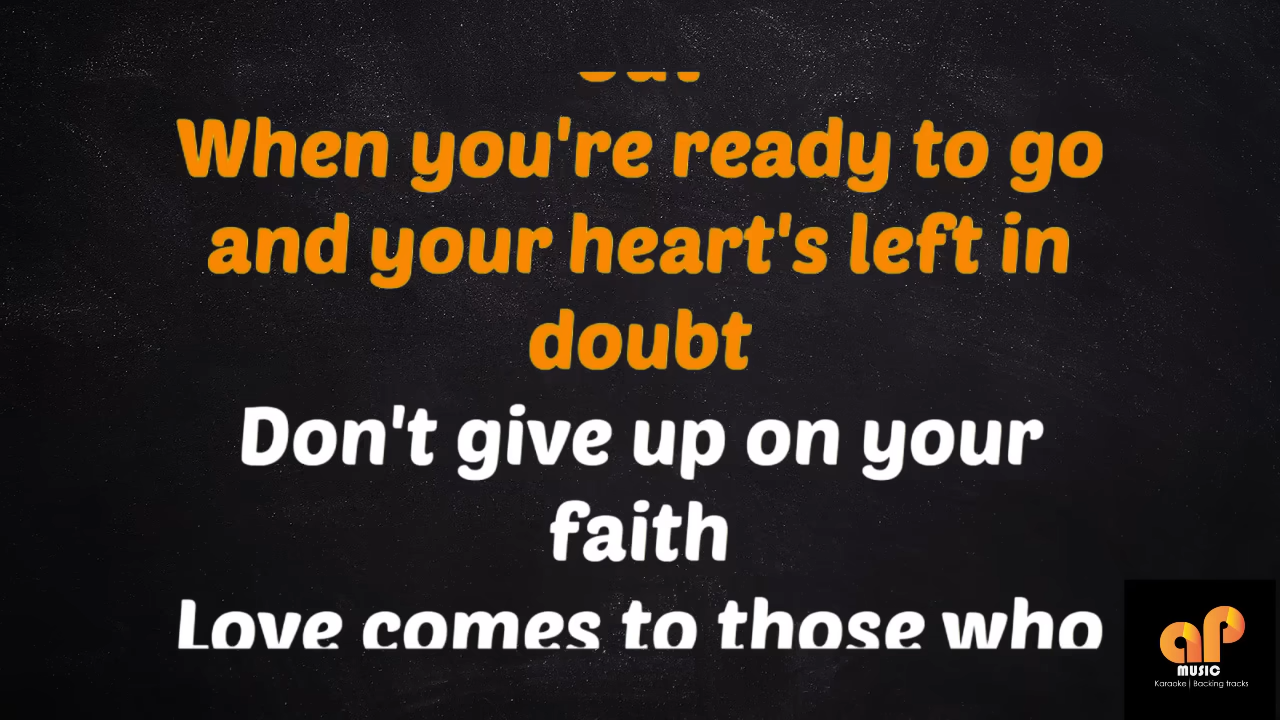 When you're ready to go
and your heart's left in
doubt
Don't give up on your
faith
Love comes to those who
aP
MUSIC
Karaoke | Backing tracks